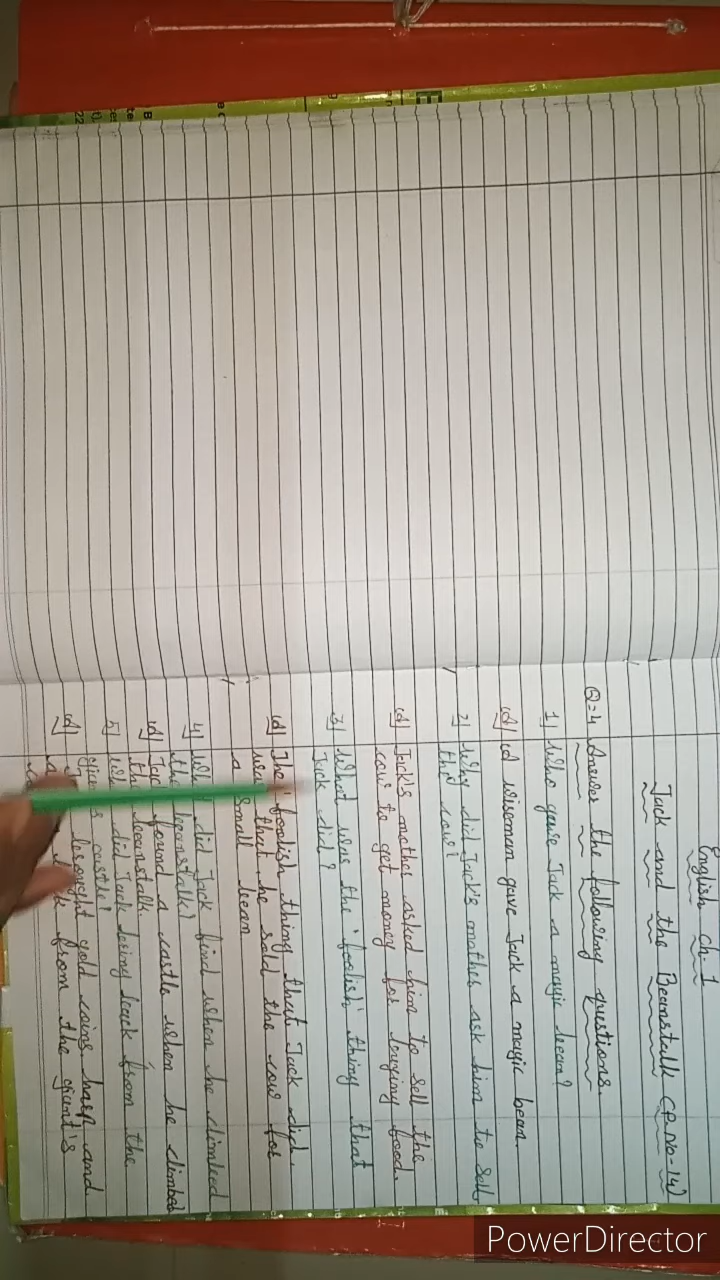 English ch. 1
Jack and the Beanstalk (P. No-14)
Q=4 Answer the following questions.
1] Who gave Jack a magic bean?
A] A wiseman gave Jack a magic bean.
2] Why did Jack's mother ask him to sell
the cow?
A] Jack's mother asked him to sell the
cow to get money for buying food.
3] What was the 'foolish' thing that
Jack did?
A] The 'foolish thing that Jack did.
was that he sold the cow for
a small bean
4] What did Jack find when he climbed
the beanstalk?
A] Jack found a castle when he climbed
the beanstalk.
5] did Jack bring back from the
giant's castle?
A] brought gold coins harp and
from the giant's
PowerDirector